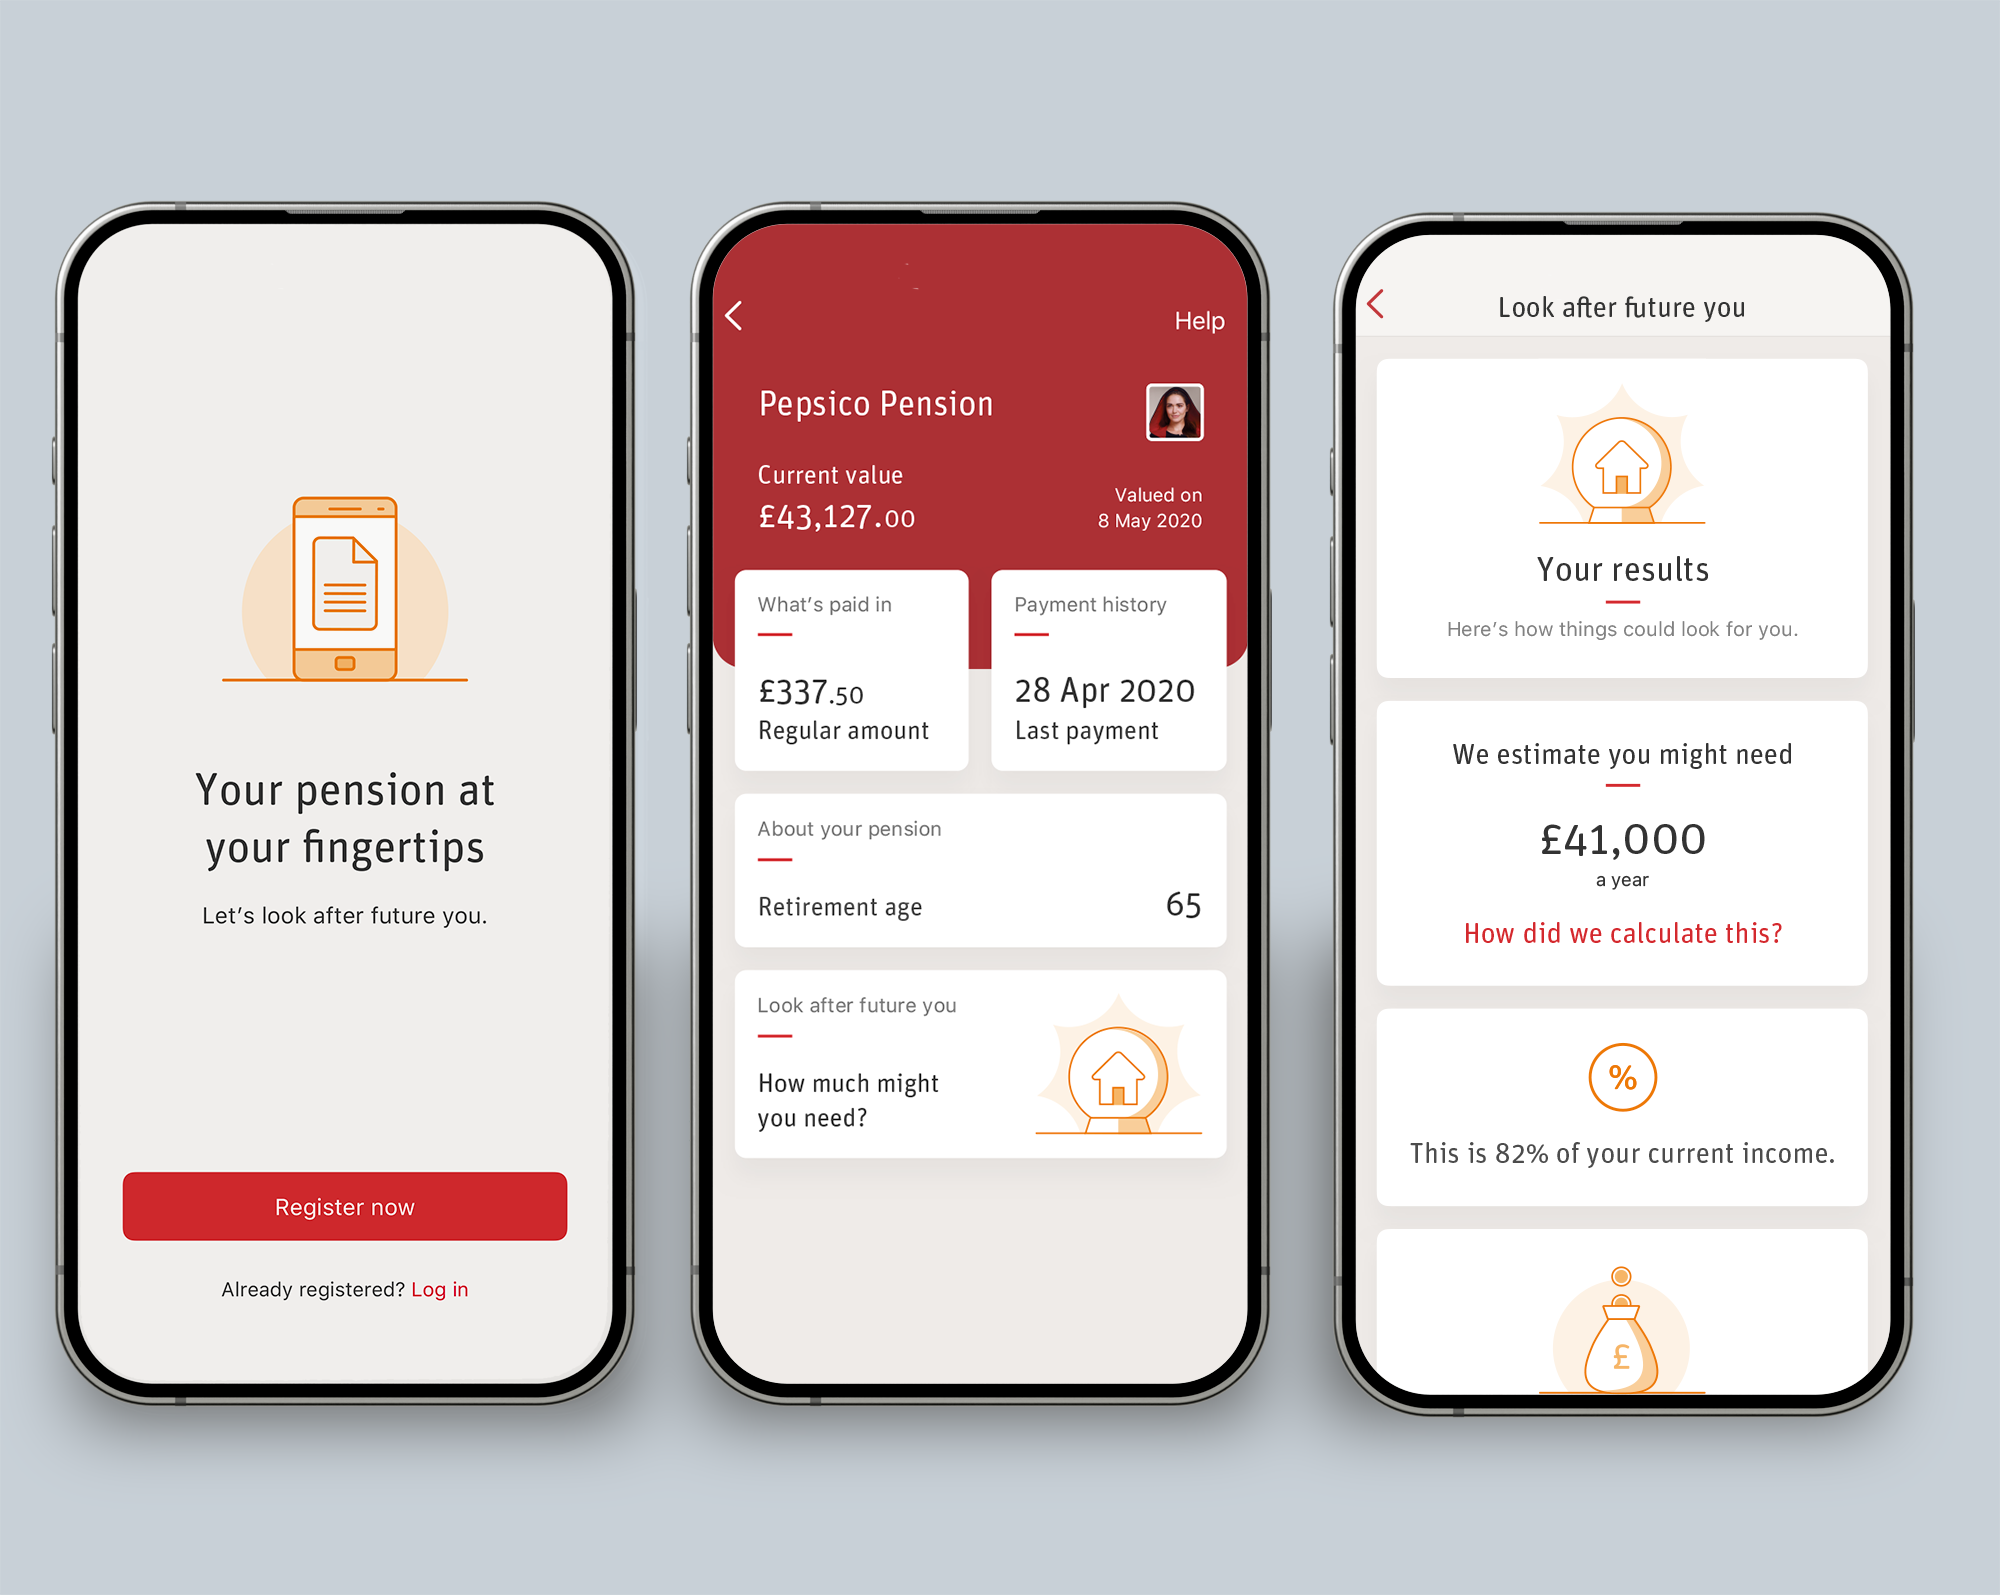 Your pension at
your fingertips
Let's look after future you.
Register now
Already registered? Log in
Help
Pepsico Pension
Current value
£43,127.00
Valued on
8 May 2020
What's paid in
£337.50
Regular amount
Payment history
28 Apr 2020
Last payment
About your pension
Retirement age 65
Look after future you
How much might
you need?
Look after future you
Your results
Here's how things could look for you.
We estimate you might need
£41,000
a year
How did we calculate this?
%
This is 82% of your current income.
£